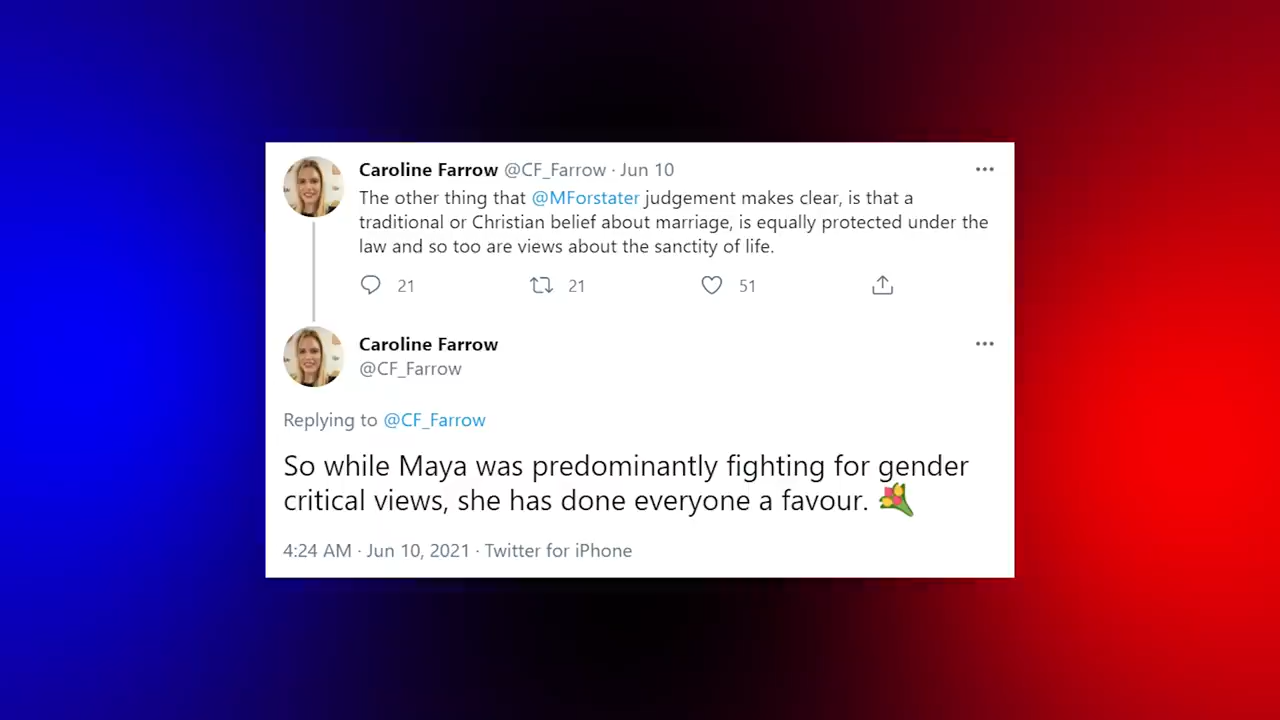 Caroline Farrow @CF_Farrow · Jun 10
The other thing that @MForstater judgement makes clear, is that a
traditional or Christian belief about marriage, is equally protected under the
law and so too are views about the sanctity of life.
21 21 51
Caroline Farrow
@CF_Farrow
Replying to @CF_Farrow
So while Maya was predominantly fighting for gender
critical views, she has done everyone a favour. 💐
4:24 AM · Jun 10, 2021 · Twitter for iPhone